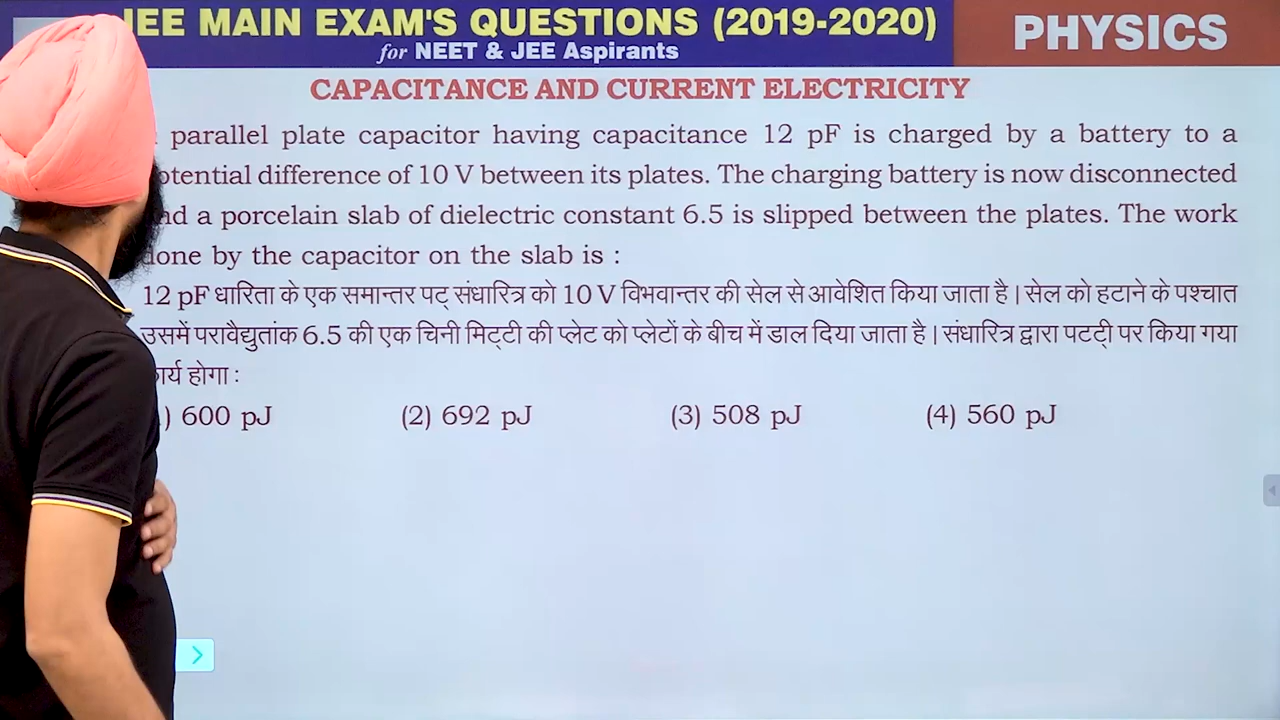 JEE MAIN EXAM'S QUESTIONS (2019-2020)
for NEET & JEE Aspirants
PHYSICS
CAPACITANCE AND CURRENT ELECTRICITY
parallel plate capacitor having capacitance 12 pF is charged by a battery to a
otential difference of 10 V between its plates. The charging battery is now disconnected
nd a porcelain slab of dielectric constant 6.5 is slipped between the plates. The work
done by the capacitor on the slab is :
12 pF धारिता के एक समान्तर पट् संधारित्र को 10 V विभवान्तर की सेल से आवेशित किया जाता है। सेल को हटाने के पश्चात
उसमें परावैद्युतांक 6.5 की एक चिनी मिट्टी की प्लेट को प्लेटों के बीच में डाल दिया जाता है। संधारित्र द्वारा पटटी् पर किया गया
कार्य होगा :
) 600 pJ (2) 692 pJ (3) 508 pJ (4) 560 pJ